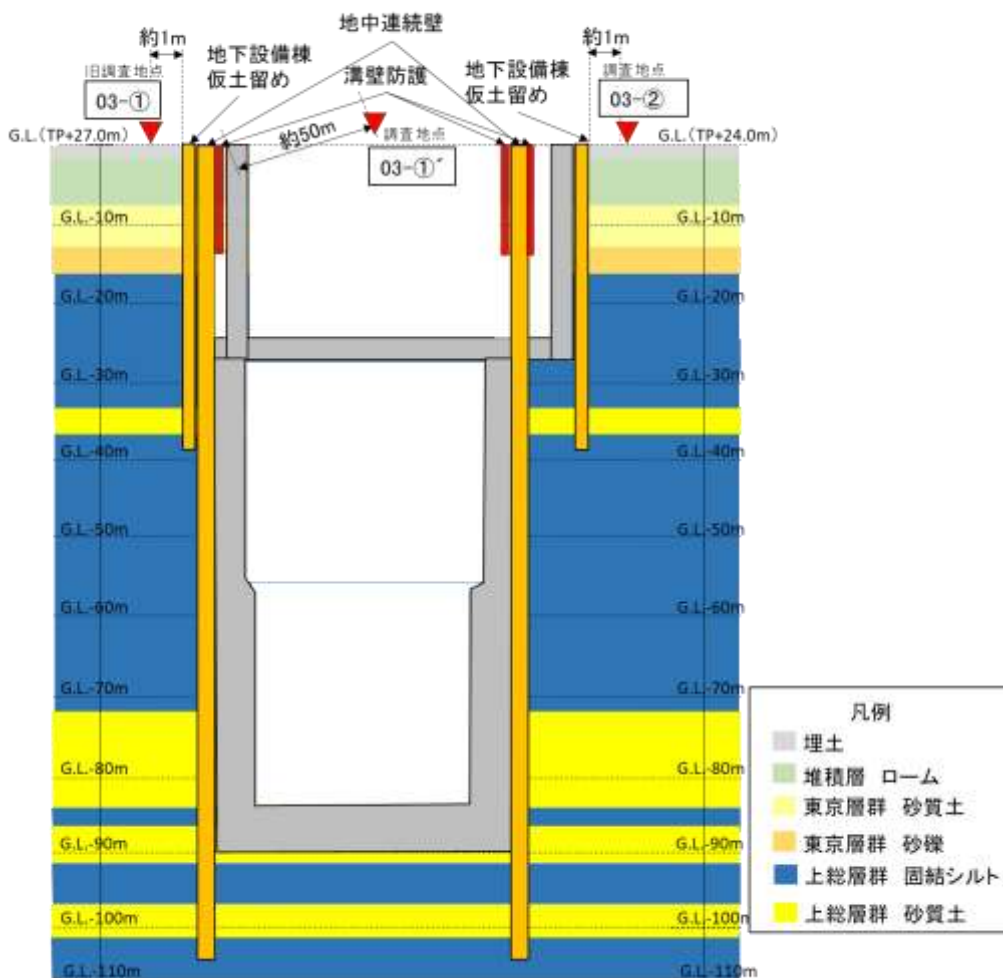 約1m
旧調査地点
03-①
地下設備棟
仮土留め
地中連続壁
溝壁防護
地下設備棟
仮土留め
約1m
調査地点
03-②
G.L.(TP+27.0m)
約50m
調査地点
03-①´
G.L.(TP+24.0m)
G.L.-10m
G.L.-10m
G.L.-20m
G.L.-20m
G.L.-30m
G.L.-30m
G.L.-40m
G.L.-40m
G.L.-50m
G.L.-50m
G.L.-60m
G.L.-60m
G.L.-70m
G.L.-70m
G.L.-80m
G.L.-80m
G.L.-90m
G.L.-90m
G.L.-100m
G.L.-100m
G.L.-110m
G.L.-110m
凡例
埋土
堆積層 ローム
東京層群 砂質土
東京層群 砂礫
上総層群 固結シルト
上総層群 砂質土